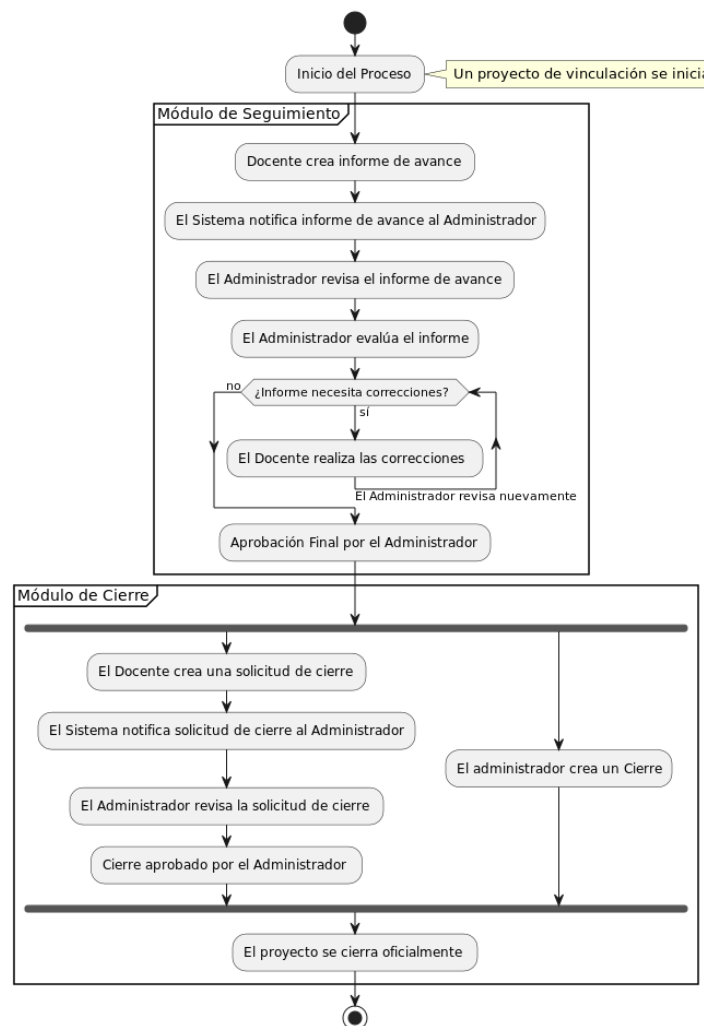 Inicio del Proceso
Un proyecto de vinculación se inicia
Módulo de Seguimiento
Docente crea informe de avance
El Sistema notifica informe de avance al Administrador
El Administrador revisa el informe de avance
El Administrador evalúa el informe
no
¿Informe necesita correcciones?
sí
El Docente realiza las correcciones
El Administrador revisa nuevamente
Aprobación Final por el Administrador
Módulo de Cierre
El Docente crea una solicitud de cierre
El Sistema notifica solicitud de cierre al Administrador
El administrador crea un Cierre
El Administrador revisa la solicitud de cierre
Cierre aprobado por el Administrador
El proyecto se cierra oficialmente